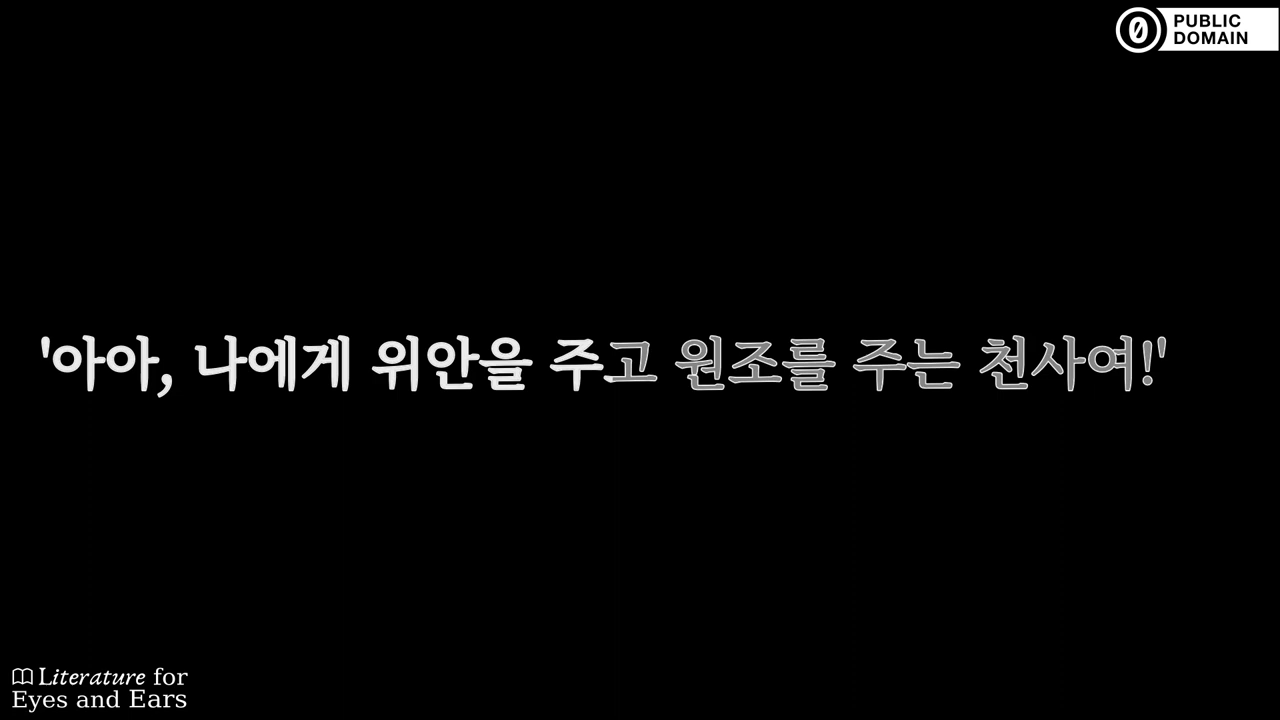 PUBLIC
DOMAIN
'아아, 나에게 위안을 주고 원조를 주는 천사여!'
Literature for
Eyes and Ears